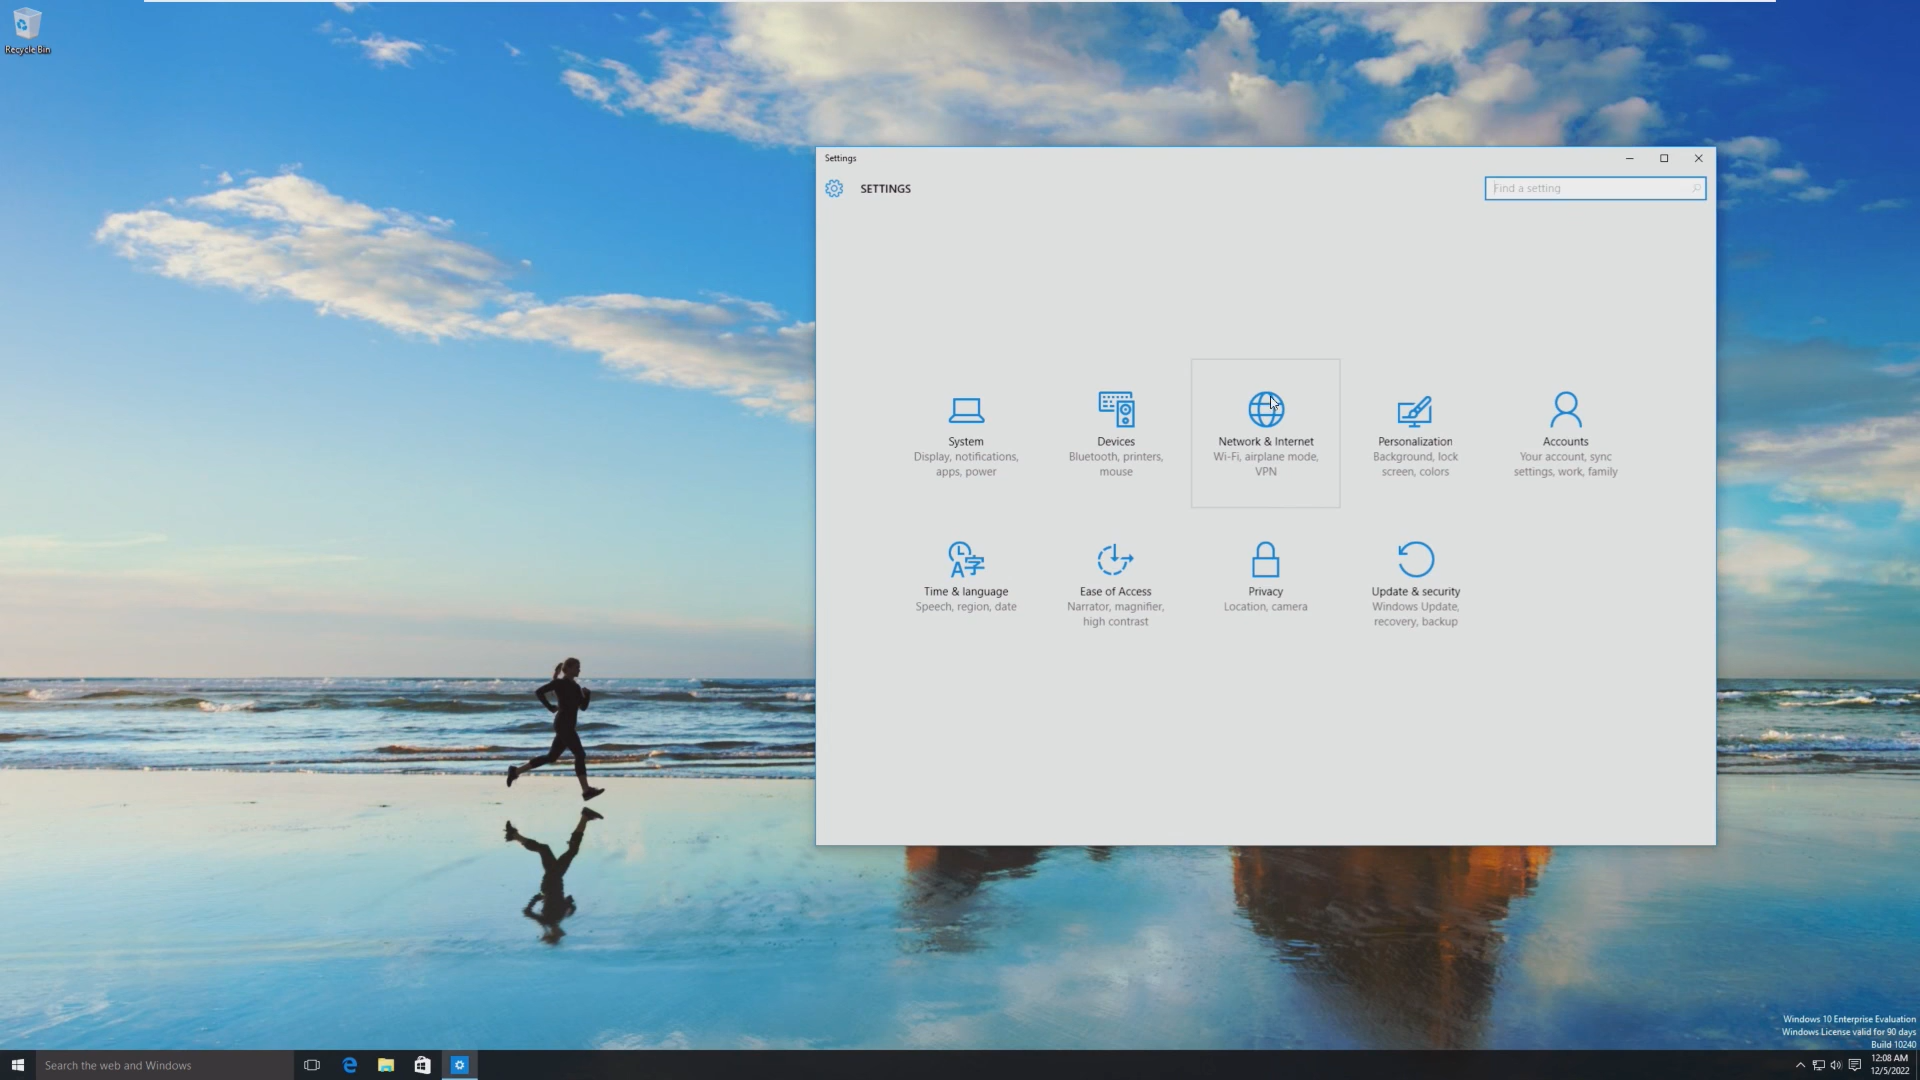 Recycle Bin
Settings
SETTINGS
Find a setting
System
Display, notifications,
apps, power
Devices
Bluetooth, printers,
mouse
Network & Internet
Wi-Fi, airplane mode,
VPN
Personalization
Background, lock
screen, colors
Accounts
Your account, sync
settings, work, family
Time & language
Speech, region, date
Ease of Access
Narrator, magnifier,
high contrast
Privacy
Location, camera
Update & security
Windows Update,
recovery, backup
Windows 10 Enterprise Evaluation
Windows License valid for 90 days
Build 10240
Search the web and Windows
12:08 AM
12/5/2022